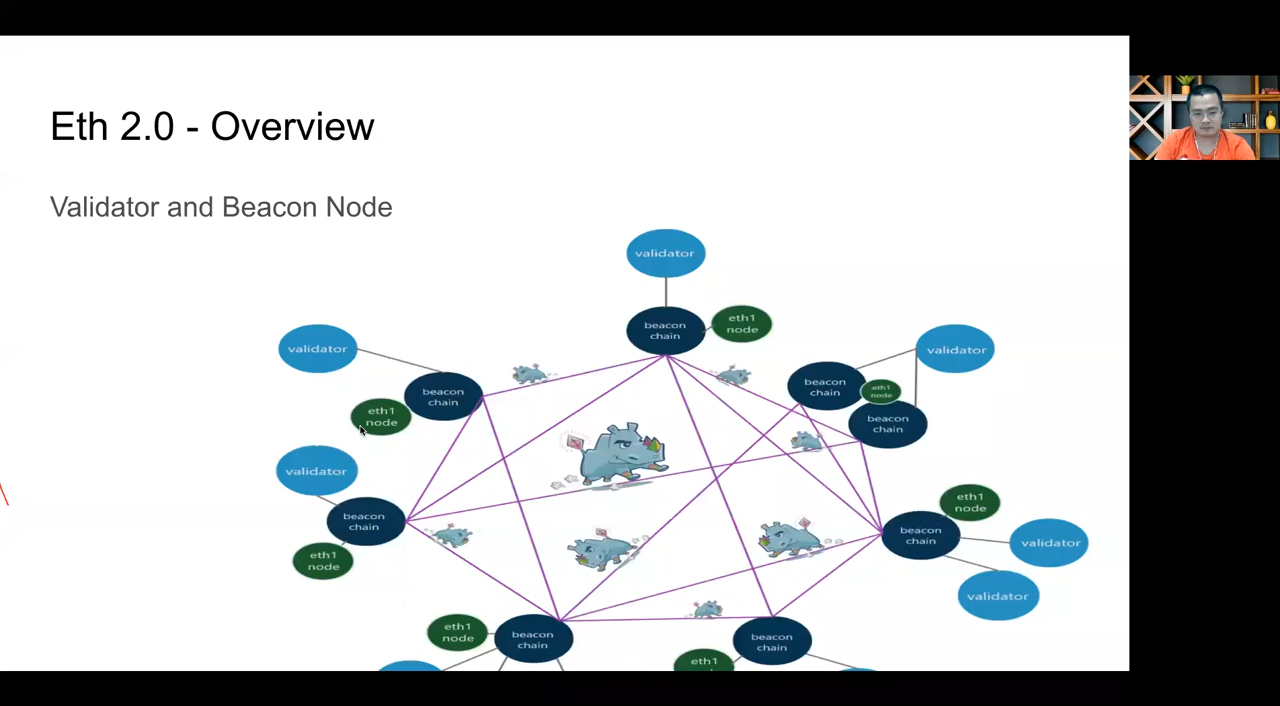 Eth 2.0 - Overview
Validator and Beacon Node
validator
beacon
chain
eth1
node
validator
beacon
chain
eth1
node
validator
beacon
chain
eth1
node
beacon
chain
validator
beacon
chain
eth1
node
beacon
chain
eth1
node
validator
validator
eth1
node
beacon
chain
eth1
beacon
chain